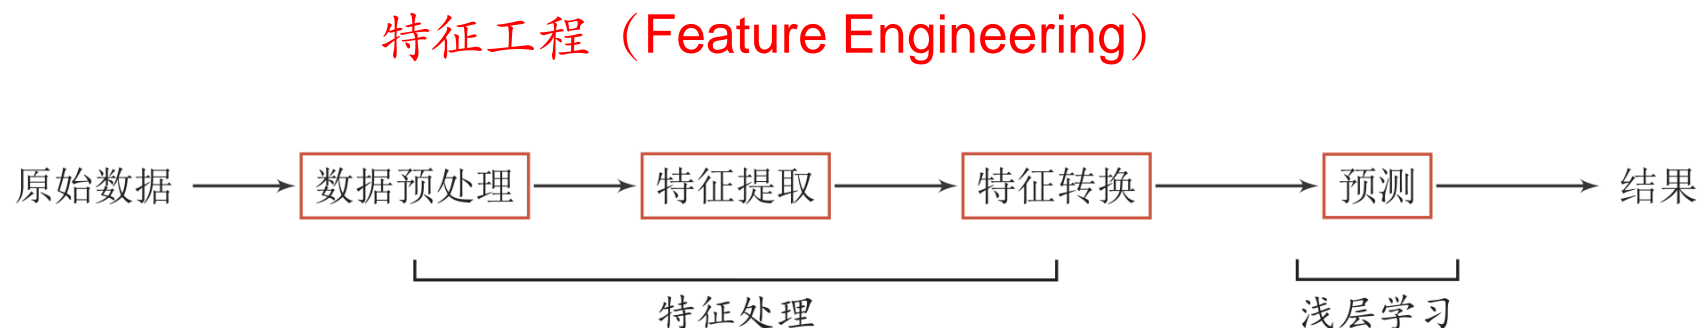 特征工程（Feature Engineering）
原始数据 数据预处理 特征提取 特征转换 预测 结果
特征处理 浅层学习